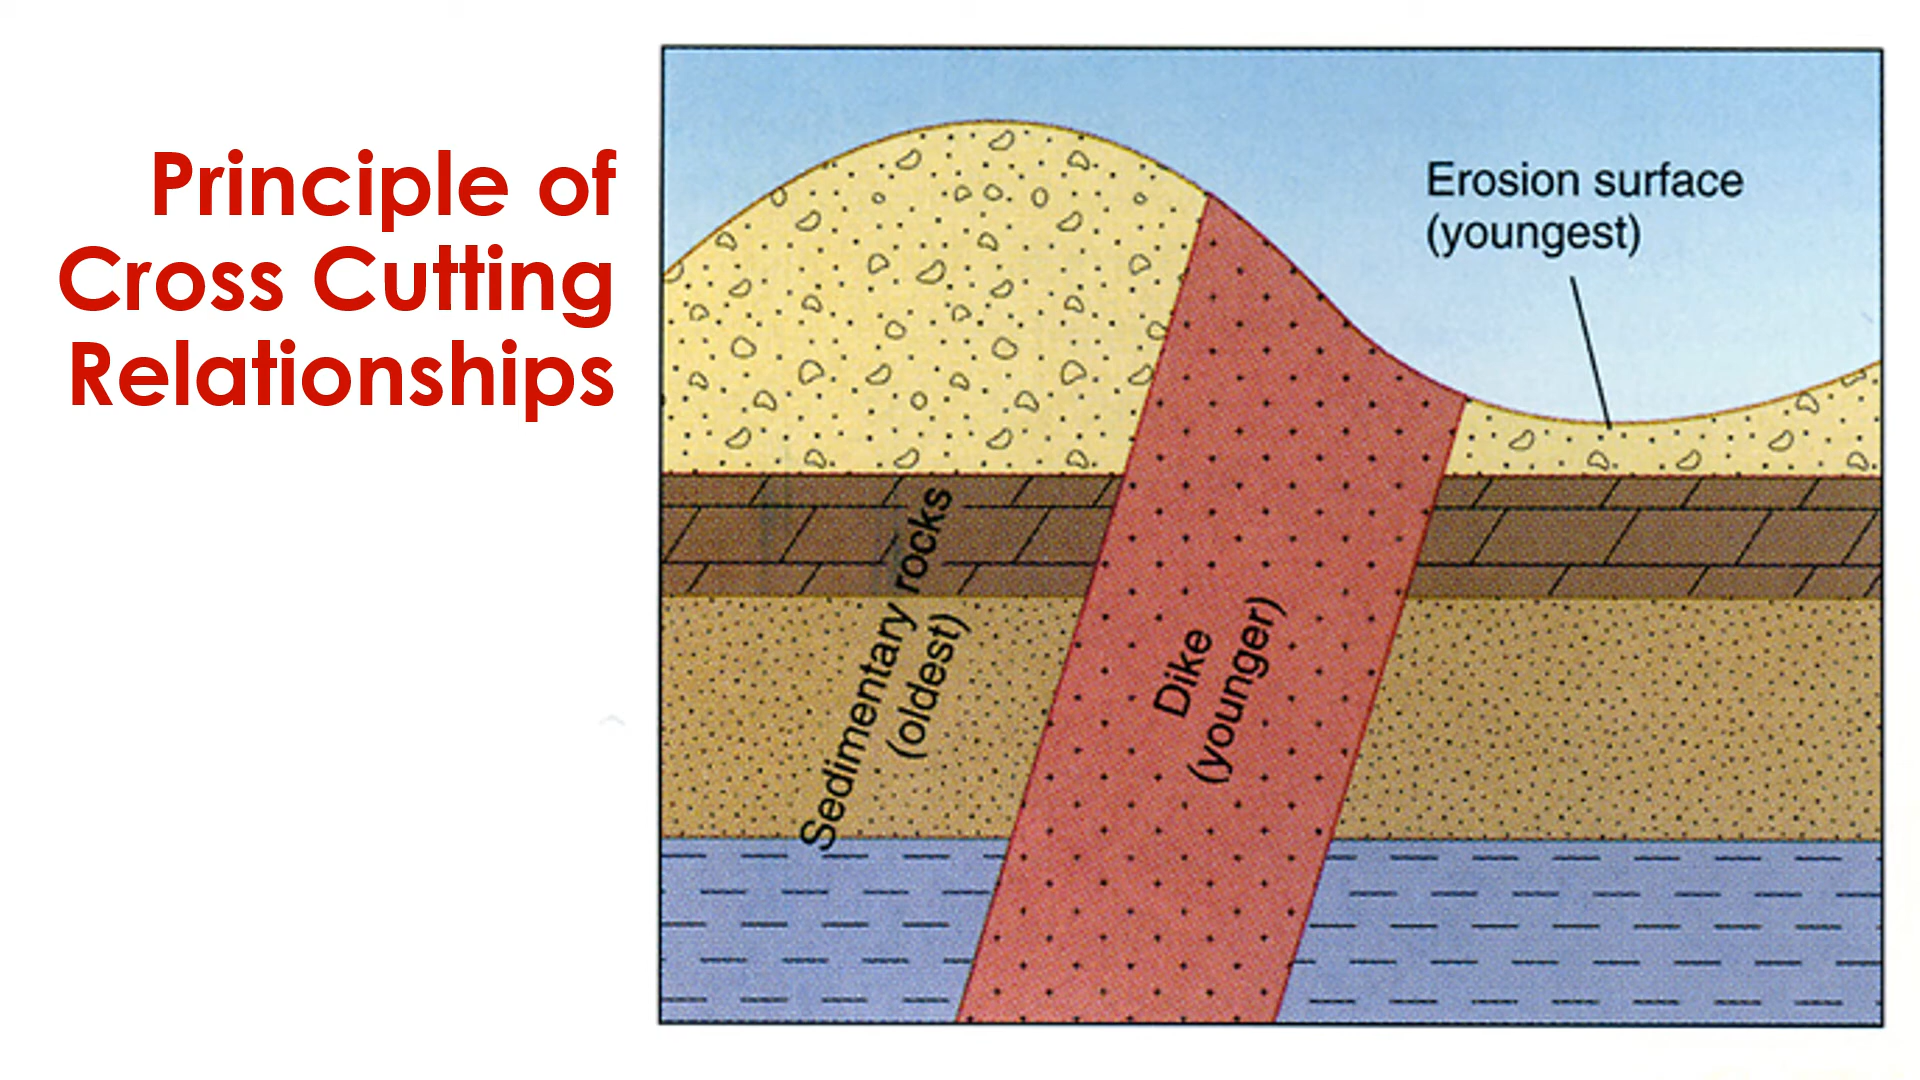 Principle of
Cross Cutting
Relationships
Erosion surface
(youngest)
Sedimentary rocks
(oldest)
Dike
(younger)